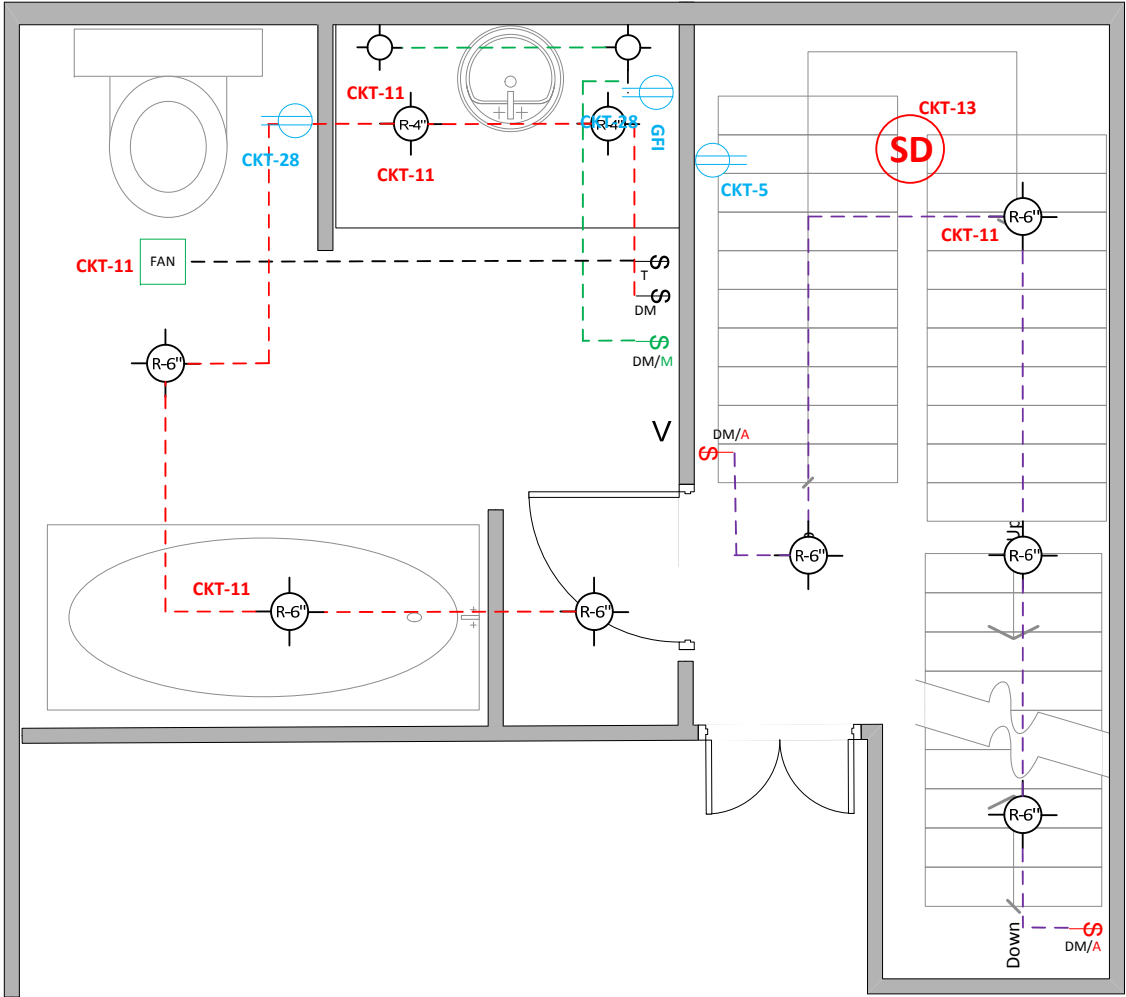 CKT-13
CKT-11
R-4"
R-4"
CKT-28
GFI
SD
CKT-28
CKT-11
CKT-5
R-6"
CKT-11
CKT-11
FAN
S
T
S
DM
S
DM/M
R-6"
V
DM/A
S
Up
R-6"
R-6"
CKT-11
R-6"
R-6"
R-6"
Down
S
DM/A